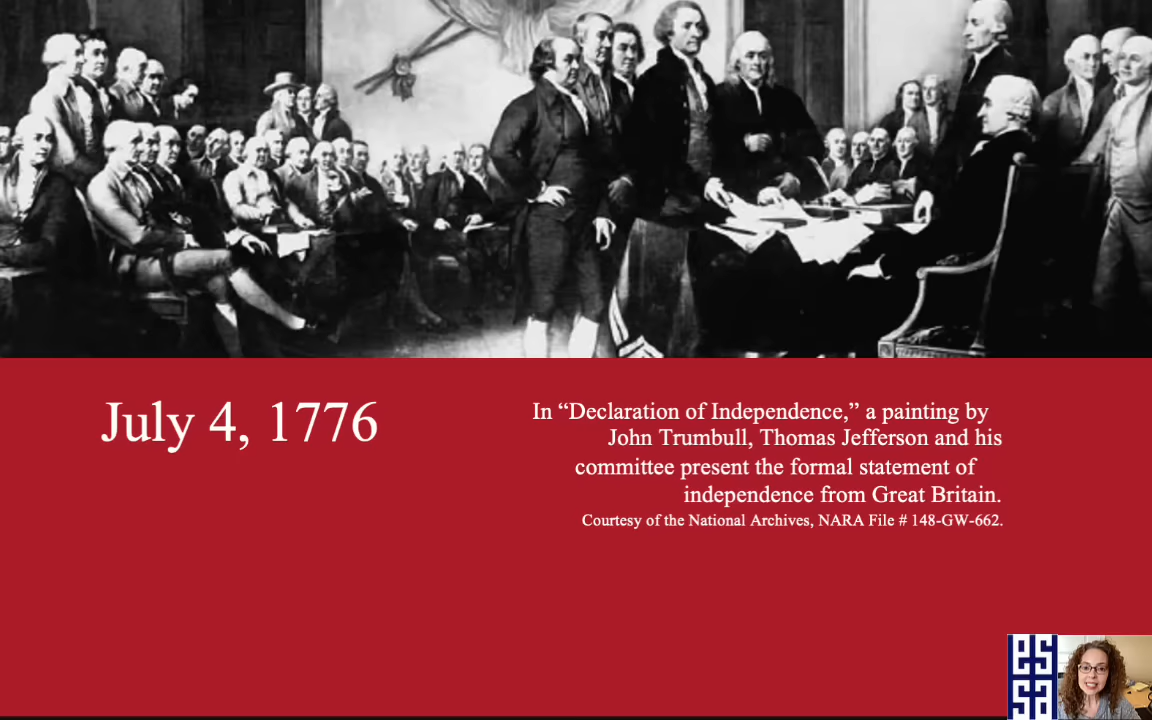 July 4, 1776
In “Declaration of Independence,” a painting by
John Trumbull, Thomas Jefferson and his
committee present the formal statement of
independence from Great Britain.
Courtesy of the National Archives, NARA File # 148-GW-662.